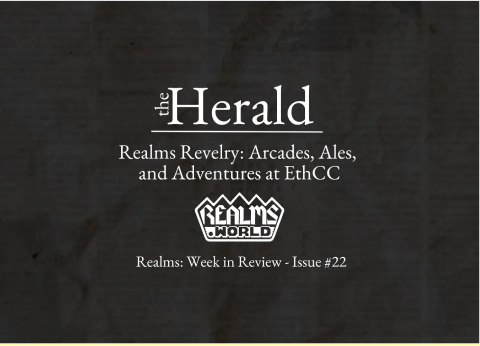 the Herald
Realms Revelry: Arcades, Ales,
and Adventures at EthCC
REALMS
.WORLD
Realms: Week in Review - Issue #22